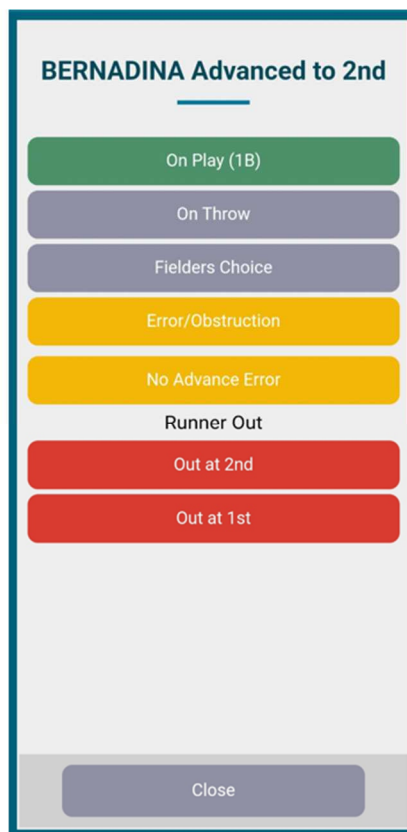 BERNADINA Advanced to 2nd
On Play (1B)
On Throw
Fielders Choice
Error/Obstruction
No Advance Error
Runner Out
Out at 2nd
Out at 1st
Close